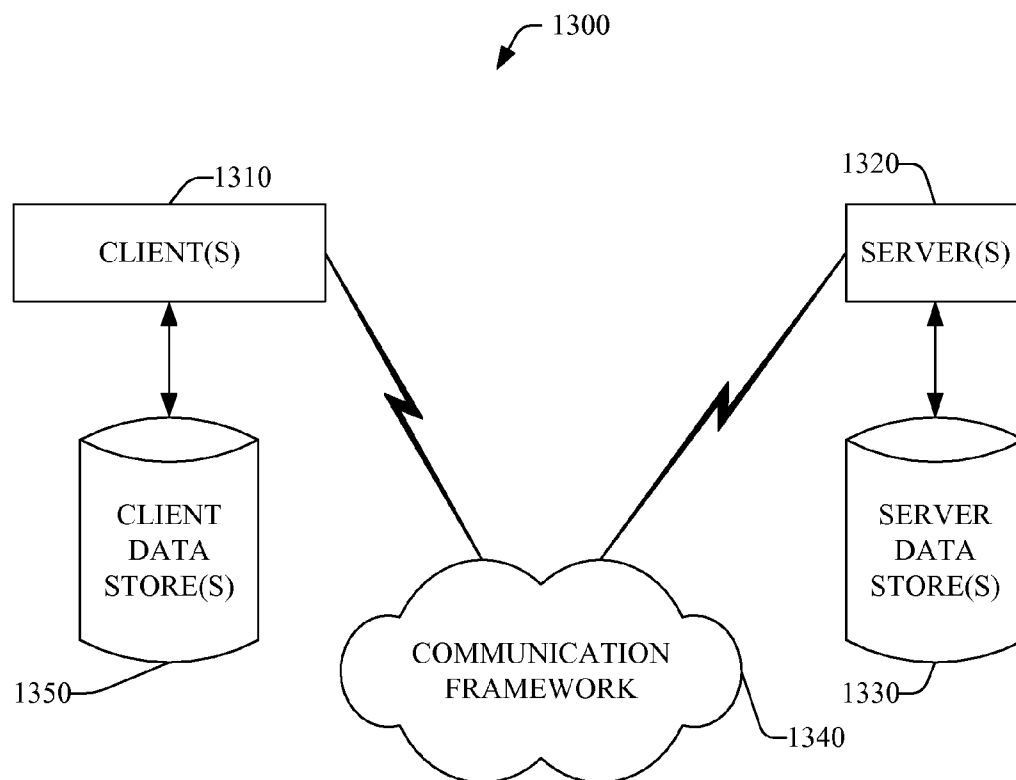 1300
1310
CLIENT(S)
1320
SERVER(S)
CLIENT
DATA
STORE(S)
1350
SERVER
DATA
STORE(S)
1330
COMMUNICATION
FRAMEWORK
1340